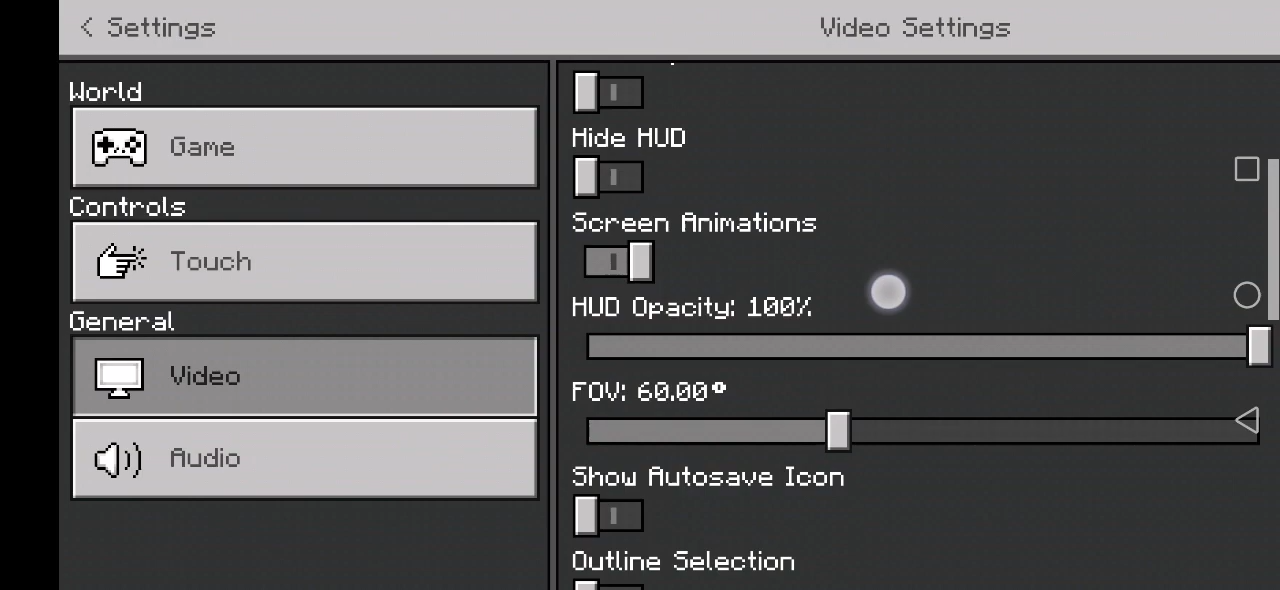 Settings
Video Settings
World
Game
Controls
Touch
General
Video
Audio
Hide HUD
Screen Animations
HUD Opacity: 100%
FOV: 60.00°
Show Autosave Icon
Outline Selection